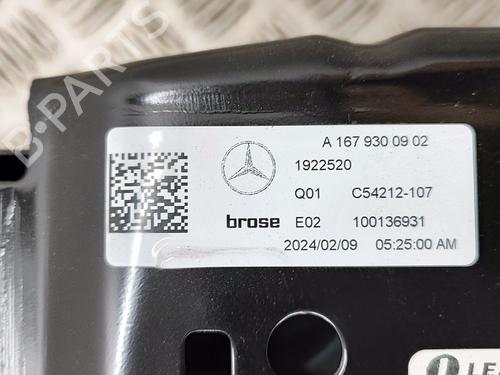 B-PARTS
A 167 930 09 02
1922520
Q01 C54212-107
brose E02 100136931
2024/02/09 05:25:00 AM